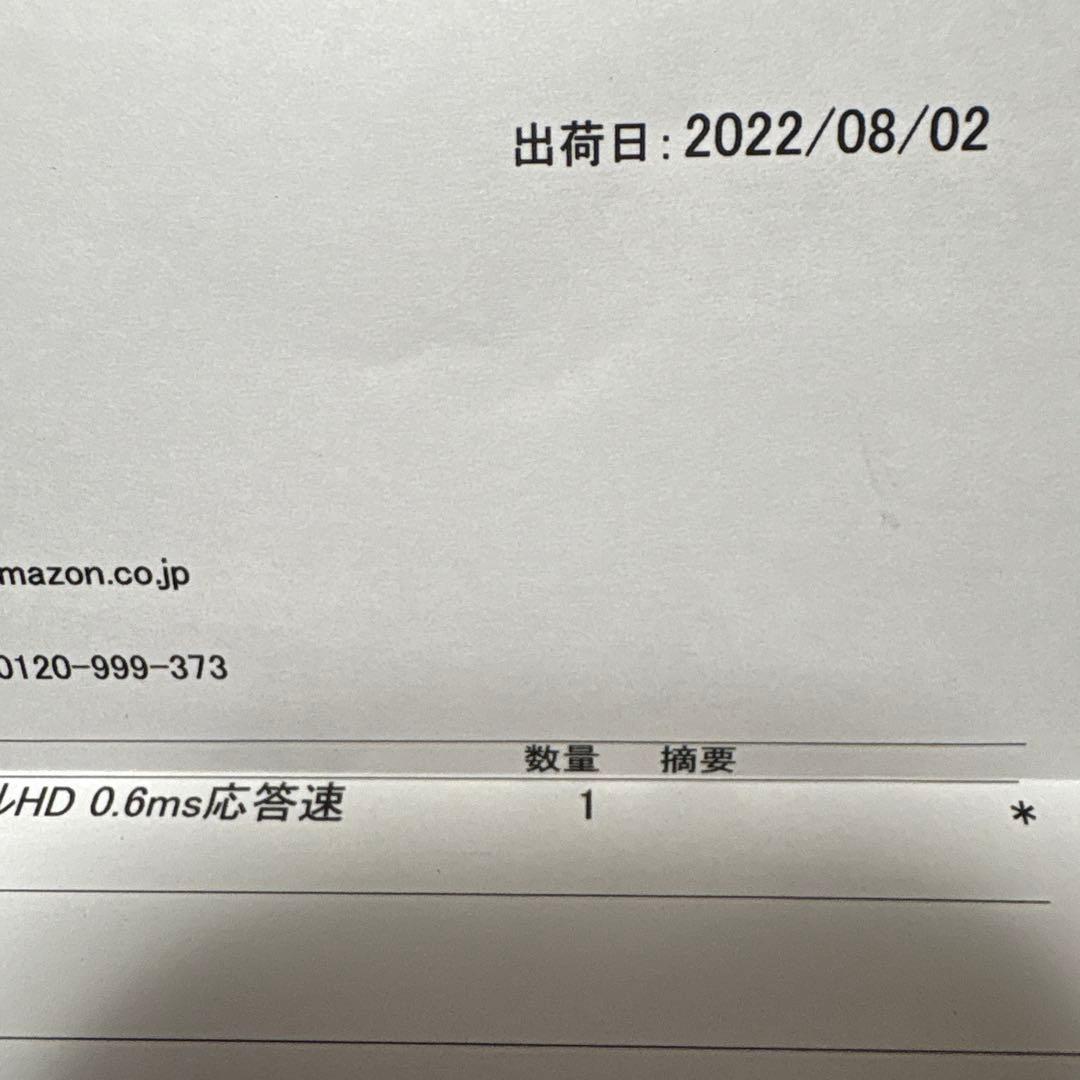 出荷日: 2022/08/02
mazon.co.jp
0120-999-373
数量 摘要
ルHD 0.6ms応答速 1 *